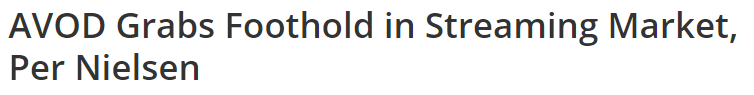 AVOD Grabs Foothold in Streaming Market,
Per Nielsen